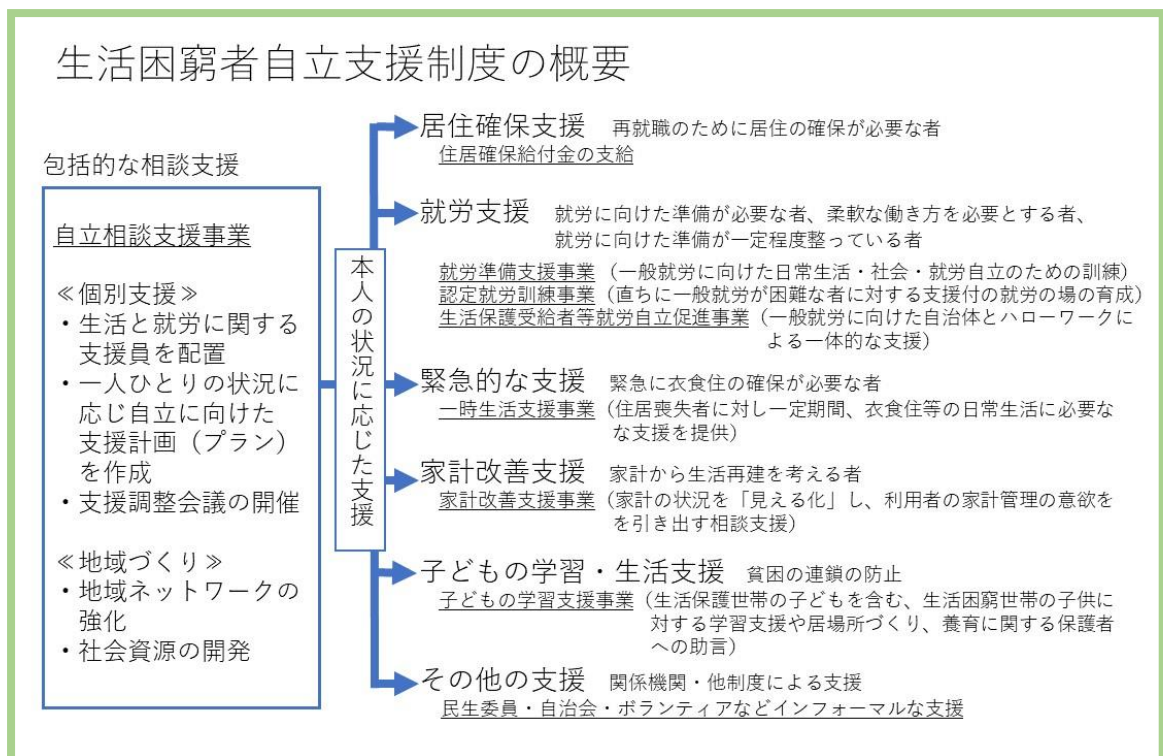 生活困窮者自立支援制度の概要
包括的な相談支援
自立相談支援事業
≪個別支援≫
・生活と就労に関する
支援員を配置
・一人ひとりの状況に
応じ自立に向けた
支援計画（プラン）
を作成
・支援調整会議の開催
≪地域づくり≫
・地域ネットワークの
強化
・社会資源の開発
本人の状況に応じた支援
居住確保支援　再就職のために居住の確保が必要な者
住居確保給付金の支給
就労支援　就労に向けた準備が必要な者、柔軟な働き方を必要とする者、
就労に向けた準備が一定程度整っている者
就労準備支援事業（一般就労に向けた日常生活・社会・就労自立のための訓練）
認定就労訓練事業（直ちに一般就労が困難な者に対する支援付の就労の場の育成）
生活保護受給者等就労自立促進事業（一般就労に向けた自治体とハローワークに
よる一体的な支援）
緊急的な支援　緊急に衣食住の確保が必要な者
一時生活支援事業（住居喪失者に対し一定期間、衣食住等の日常生活に必要な
な支援を提供）
家計改善支援　家計から生活再建を考える者
家計改善支援事業（家計の状況を「見える化」し、利用者の家計管理の意欲を
を引き出す相談支援）
子どもの学習・生活支援　貧困の連鎖の防止
子どもの学習支援事業（生活保護世帯の子どもを含む、生活困窮世帯の子供に
対する学習支援や居場所づくり、養育に関する保護者
への助言）
その他の支援　関係機関・他制度による支援
民生委員・自治会・ボランティアなどインフォーマルな支援